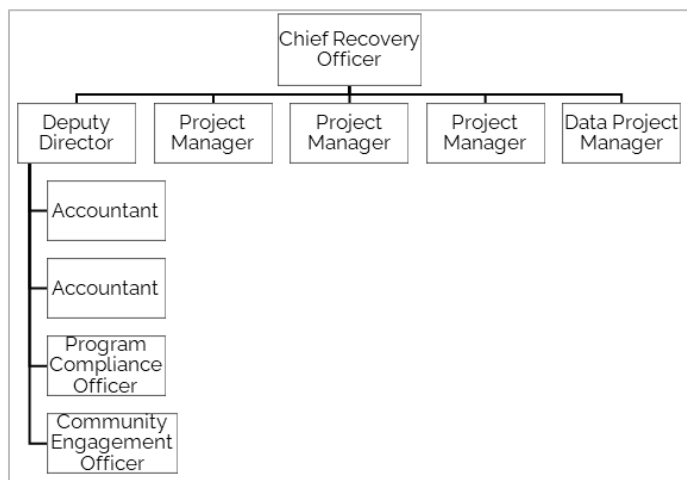 Chief Recovery
Officer
Deputy
Director
Project
Manager
Project
Manager
Project
Manager
Data Project
Manager
Accountant
Accountant
Program
Compliance
Officer
Community
Engagement
Officer